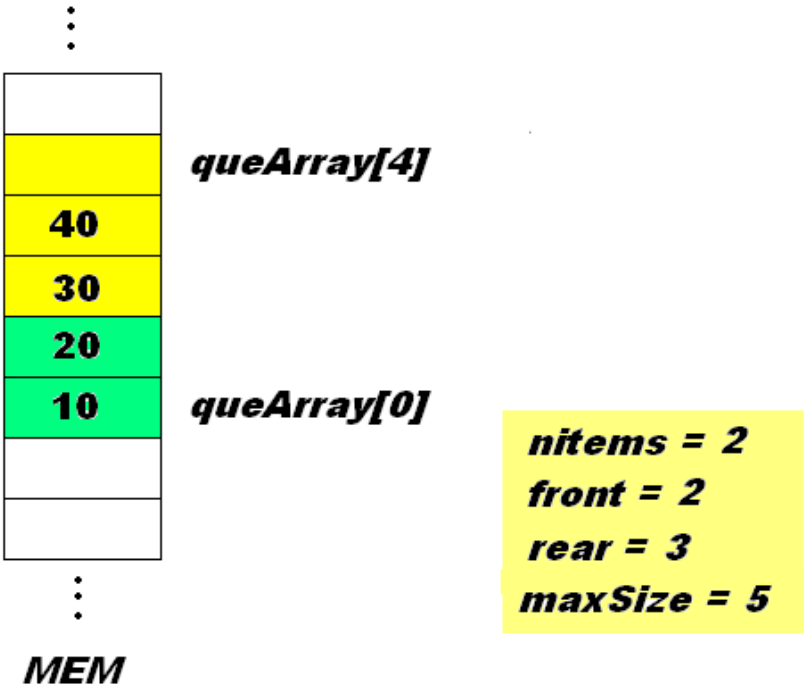 queArray[4]
40
30
20
10
queArray[0]
nitems = 2
front = 2
rear = 3
maxSize = 5
MEM